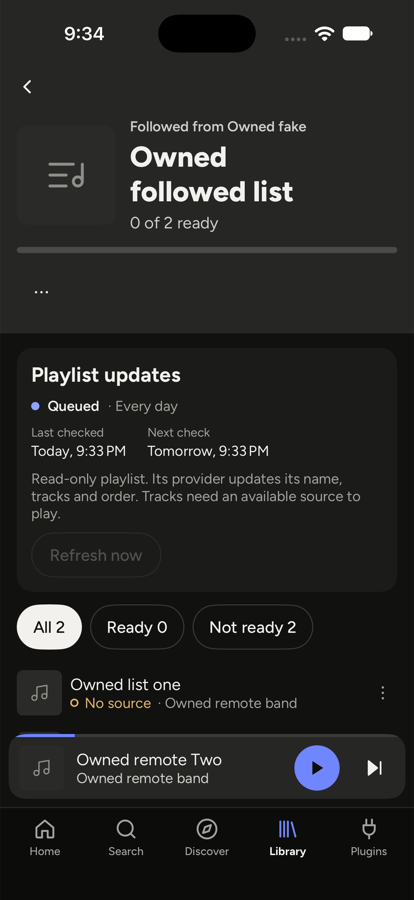 9:34
Followed from Owned fake
Owned
followed list
0 of 2 ready
...
Playlist updates
Queued · Every day
Last checked Next check
Today, 9:33 PM Tomorrow, 9:33 PM
Read-only playlist. Its provider updates its name,
tracks and order. Tracks need an available source to
play.
Refresh now
All 2 Ready 0 Not ready 2
Owned list one
No source · Owned remote band
Owned remote Two
Owned remote band
Home Search Discover Library Plugins